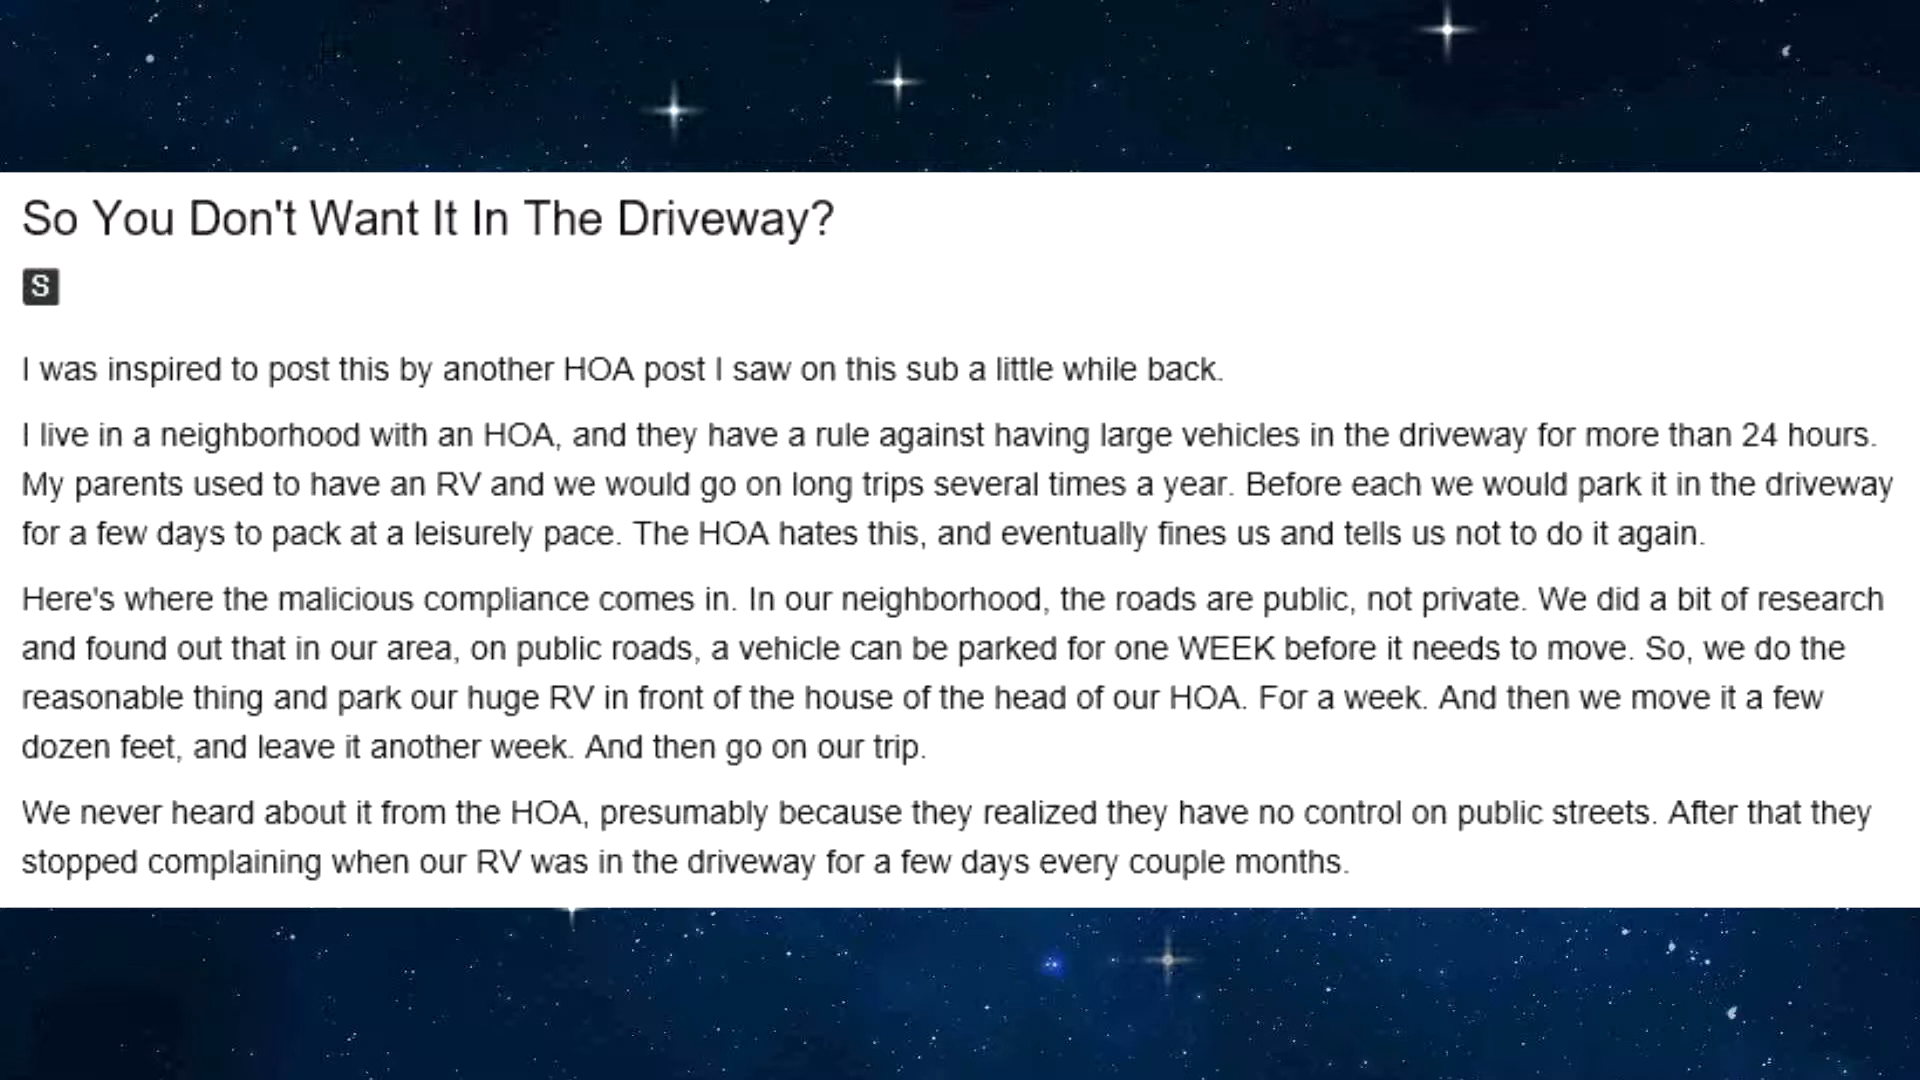 So You Don't Want It In The Driveway?
S
I was inspired to post this by another HOA post I saw on this sub a little while back.
I live in a neighborhood with an HOA, and they have a rule against having large vehicles in the driveway for more than 24 hours.
My parents used to have an RV and we would go on long trips several times a year. Before each we would park it in the driveway
for a few days to pack at a leisurely pace. The HOA hates this, and eventually fines us and tells us not to do it again.
Here's where the malicious compliance comes in. In our neighborhood, the roads are public, not private. We did a bit of research
and found out that in our area, on public roads, a vehicle can be parked for one WEEK before it needs to move. So, we do the
reasonable thing and park our huge RV in front of the house of the head of our HOA. For a week. And then we move it a few
dozen feet, and leave it another week. And then go on our trip.
We never heard about it from the HOA, presumably because they realized they have no control on public streets. After that they
stopped complaining when our RV was in the driveway for a few days every couple months.